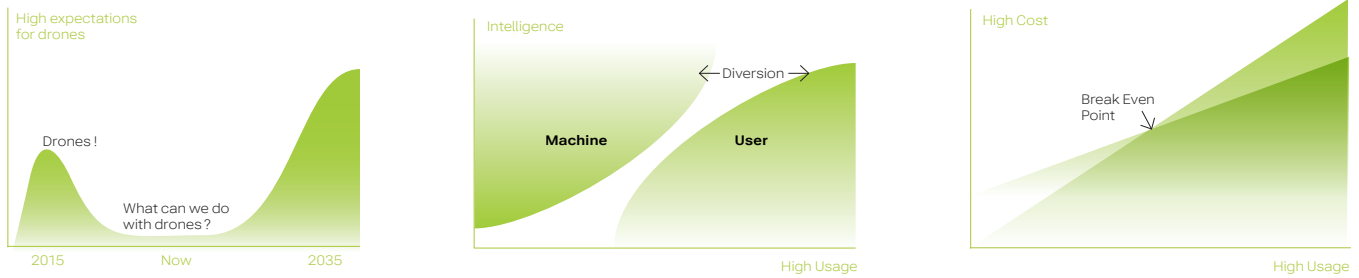 High expectations
for drones
Drones !
What can we do
with drones ?
2015
Now
2035
Intelligence
Diversion
Machine
User
High Usage
High Cost
Break Even
Point
High Usage